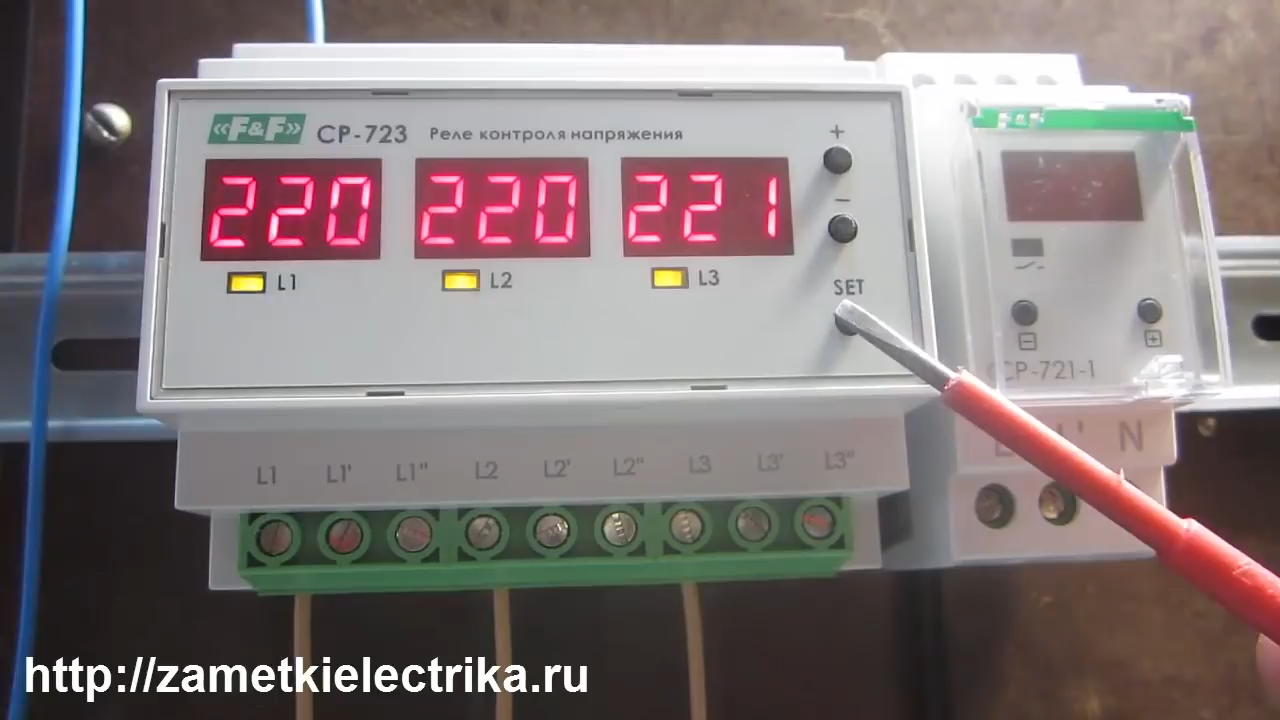 «F&F» CP-723 Реле контроля напряжения
+
220 220 221
−
L1 L2 L3
SET
CP-721-1
L1 L1' L1" L2 L2' L2" L3 L3' L3"
N
http://zametkielectrika.ru